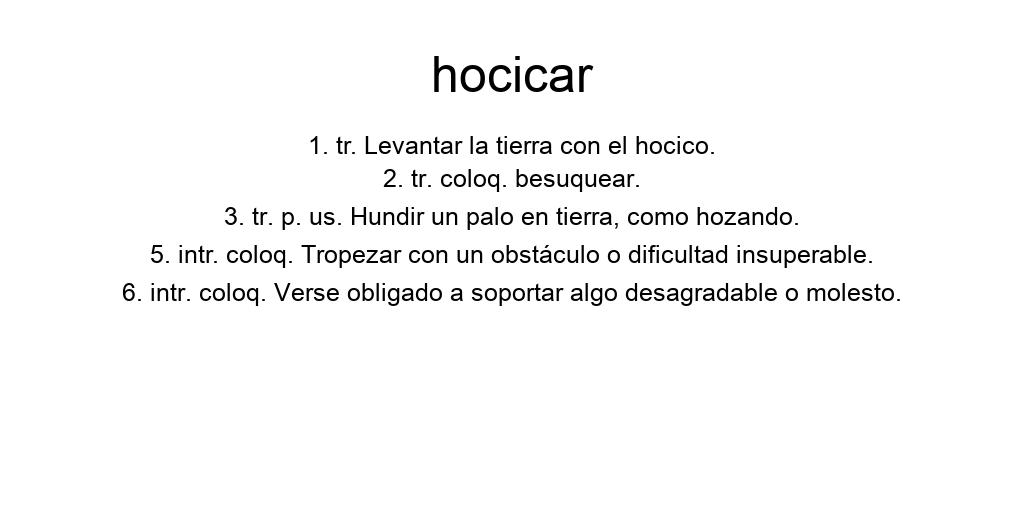 hocicar
1. tr. Levantar la tierra con el hocico.
2. tr. coloq. besuquear.
3. tr. p. us. Hundir un palo en tierra, como hozando.
5. intr. coloq. Tropezar con un obstáculo o dificultad insuperable.
6. intr. coloq. Verse obligado a soportar algo desagradable o molesto.